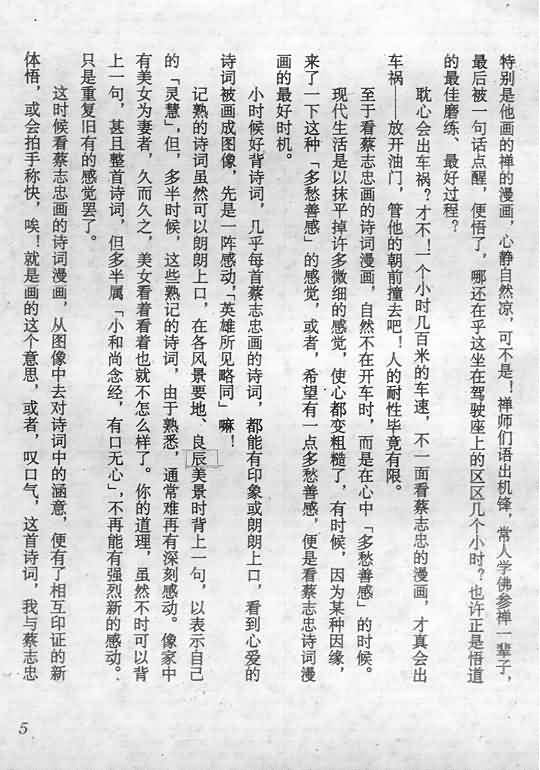 特别是他画的禅的漫画，心静自然凉，可不是！禅师们语出机锋，常人学佛参禅一辈子，
最后被一句话点醒，便悟了，哪还在乎这坐在驾驶座上的区区几个小时？也许正是悟道
的最佳磨练、最好过程？
耽心会出车祸？才不！一个小时几百米的车速，不一面看蔡志忠的漫画，才真会出
车祸——放开油门，管他的朝前撞去吧！人的耐性毕竟有限。
至于看蔡志忠画的诗词漫画，自然不在开车时，而是在心中「多愁善感」的时候。
现代生活是以抹平掉许多微细的感觉，使心都变粗糙了，有时候，因为某种因缘，
来了一下这种「多愁善感」的感觉，或者，希望有一点多愁善感，便是看蔡志忠诗词漫
画的最好时机。
小时候好背诗词，几乎每首蔡志忠画的诗词，都能有印象或朗朗上口，看到心爱的
诗词被画成图像，先是一阵感动，「英雄所见略同」嘛！
记熟的诗词虽然可以朗朗上口，在各风景要地、良辰美景时背上一句，以表示自己
的「灵慧」，但，多半时候，这些熟记的诗词，由于熟悉，通常难再有深刻感动。像家中
有美女为妻者，久而久之，美女看着看着也就不怎么样了。你的道理，虽然不时可以背
上一句，甚且整首诗词，但多半属「小和尚念经，有口无心」，不再能有强烈新的感动。
只是重复旧有的感觉罢了。
这时候看蔡志忠画的诗词漫画，从图像中去对诗词中的涵意，便有了相互印证的新
体悟，或会拍手称快，唉！就是画的这个意思，或者，叹口气，这首诗词，我与蔡志忠
5